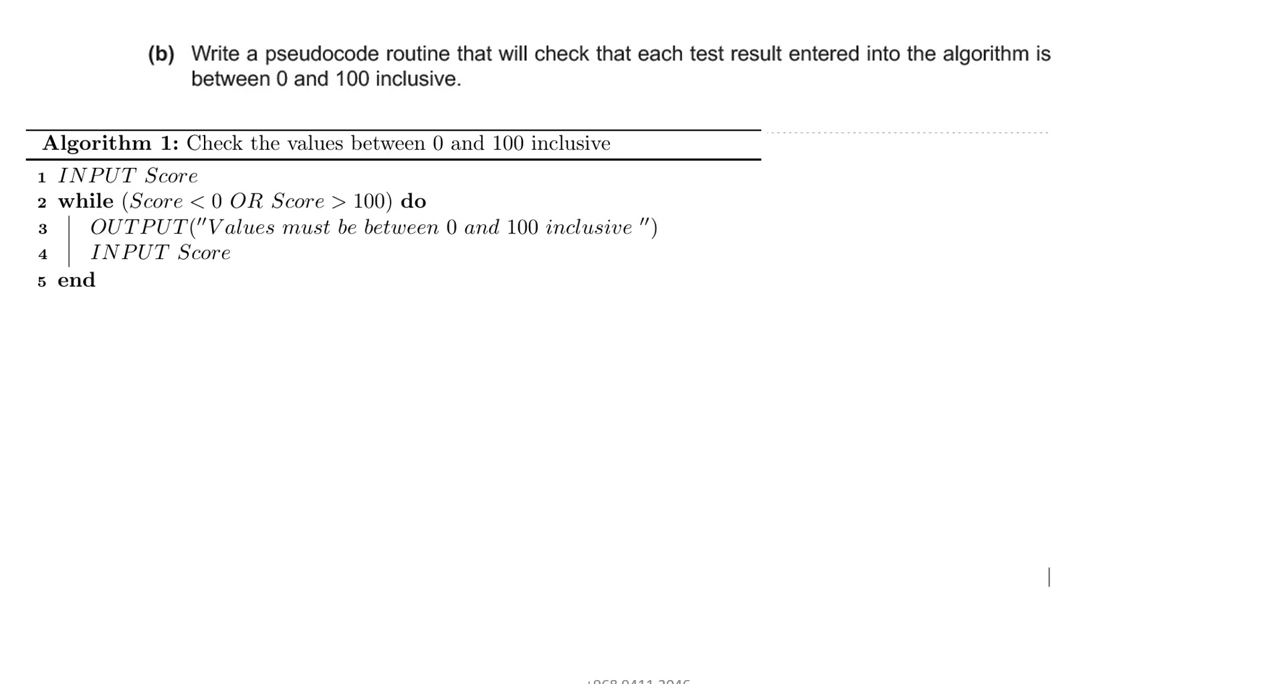 (b) Write a pseudocode routine that will check that each test result entered into the algorithm is
between 0 and 100 inclusive.
Algorithm 1: Check the values between 0 and 100 inclusive
1 INPUT Score
2 while (Score < 0 OR Score > 100) do
3 OUTPUT("Values must be between 0 and 100 inclusive ")
4 INPUT Score
5 end